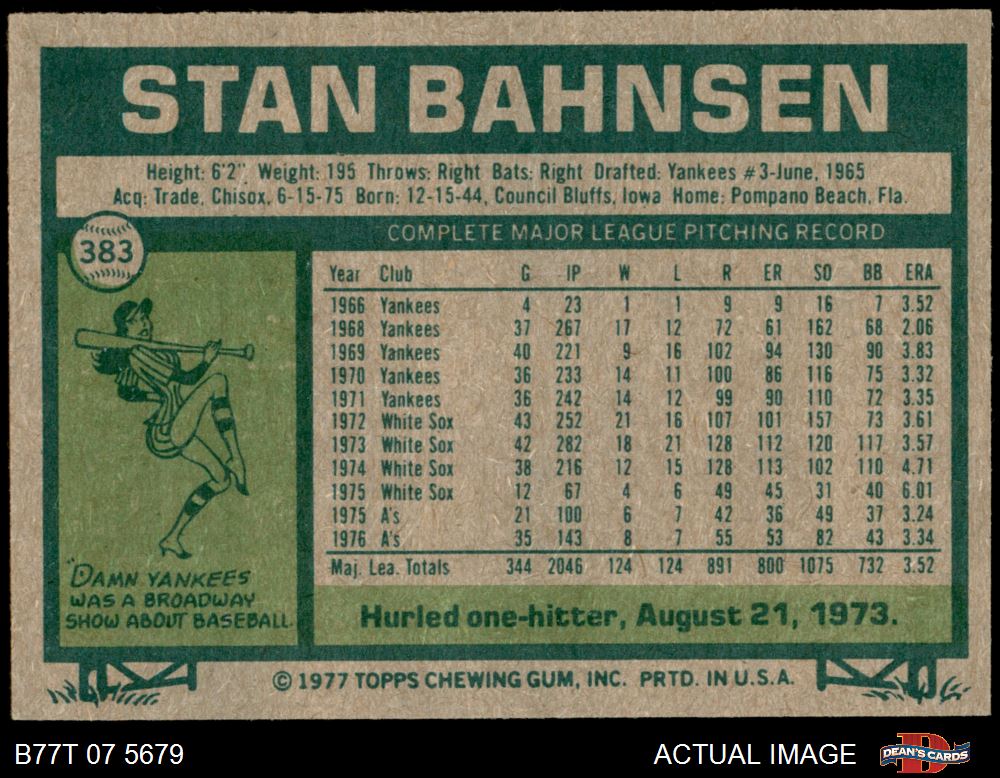 STAN BAHNSEN
Height: 6'2" Weight: 195 Throws: Right Bats: Right Drafted: Yankees #3-June, 1965
Acq: Trade, Chisox, 6-15-75 Born: 12-15-44, Council Bluffs, Iowa Home: Pompano Beach, Fla.
383
COMPLETE MAJOR LEAGUE PITCHING RECORD
Year Club G IP W L R ER SO BB ERA
1966 Yankees 4 23 1 1 9 9 16 7 3.52
1968 Yankees 37 267 17 12 72 61 162 68 2.06
1969 Yankees 40 221 9 16 102 94 130 90 3.83
1970 Yankees 36 233 14 11 100 86 116 75 3.32
1971 Yankees 36 242 14 12 99 90 110 72 3.35
1972 White Sox 43 252 21 16 107 101 157 73 3.61
1973 White Sox 42 282 18 21 128 112 120 117 3.57
1974 White Sox 38 216 12 15 128 113 102 110 4.71
1975 White Sox 12 67 4 6 49 45 31 40 6.01
1975 A's 21 100 6 7 42 36 49 37 3.24
1976 A's 35 143 8 7 55 53 82 43 3.34
Maj. Lea. Totals 344 2046 124 124 891 800 1075 732 3.52
"DAMN YANKEES
WAS A BROADWAY
SHOW ABOUT BASEBALL.
Hurled one-hitter, August 21, 1973.
© 1977 TOPPS CHEWING GUM, INC. PRTD. IN U.S.A.
B77T 07 5679
ACTUAL IMAGE
D
DEAN'S CARDS